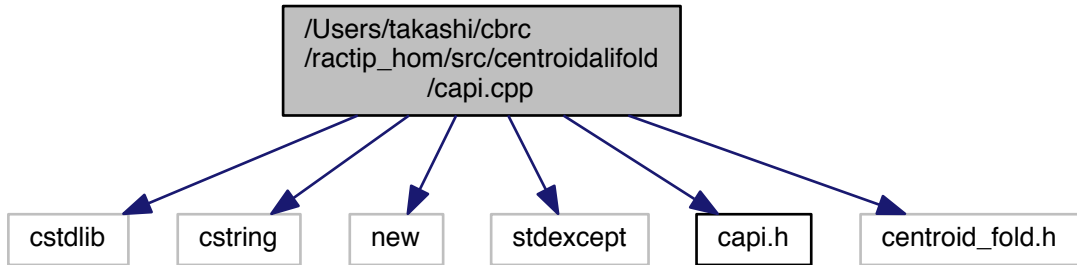 /Users/takashi/cbrc
/ractip_hom/src/centroidalifold
/capi.cpp
cstdlib
cstring
new
stdexcept
capi.h
centroid_fold.h